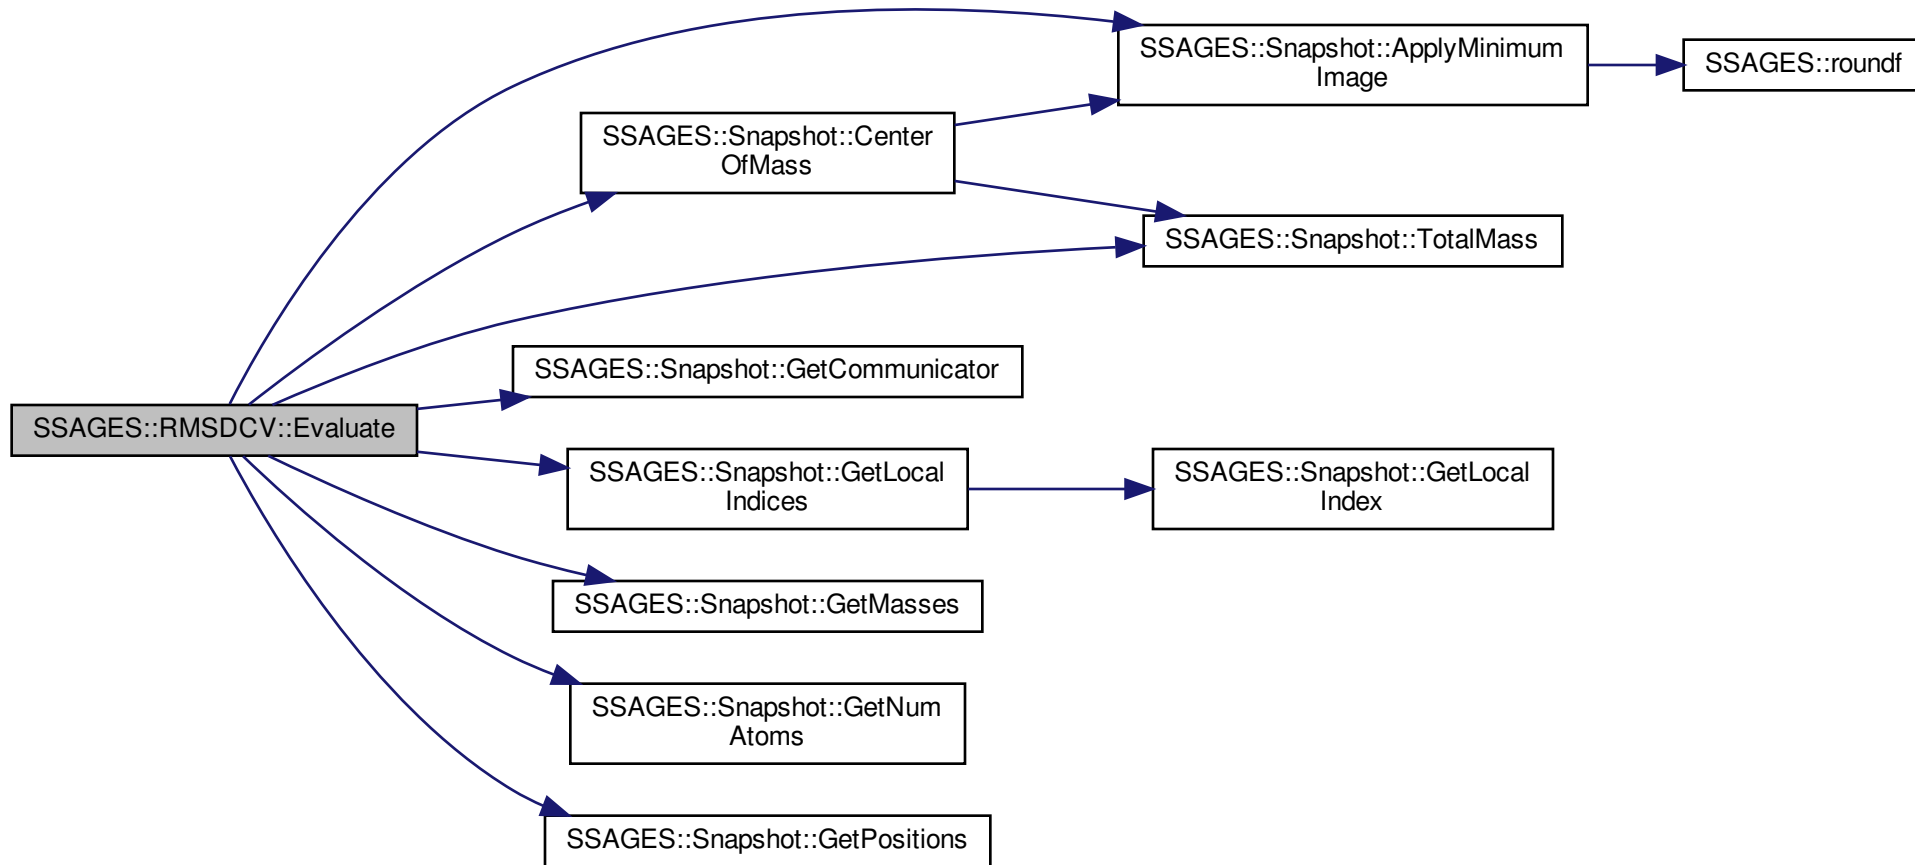 SSAGES::RMSDCV::Evaluate
SSAGES::Snapshot::ApplyMinimum
Image
SSAGES::roundf
SSAGES::Snapshot::Center
OfMass
SSAGES::Snapshot::TotalMass
SSAGES::Snapshot::GetCommunicator
SSAGES::Snapshot::GetLocal
Indices
SSAGES::Snapshot::GetLocal
Index
SSAGES::Snapshot::GetMasses
SSAGES::Snapshot::GetNum
Atoms
SSAGES::Snapshot::GetPositions